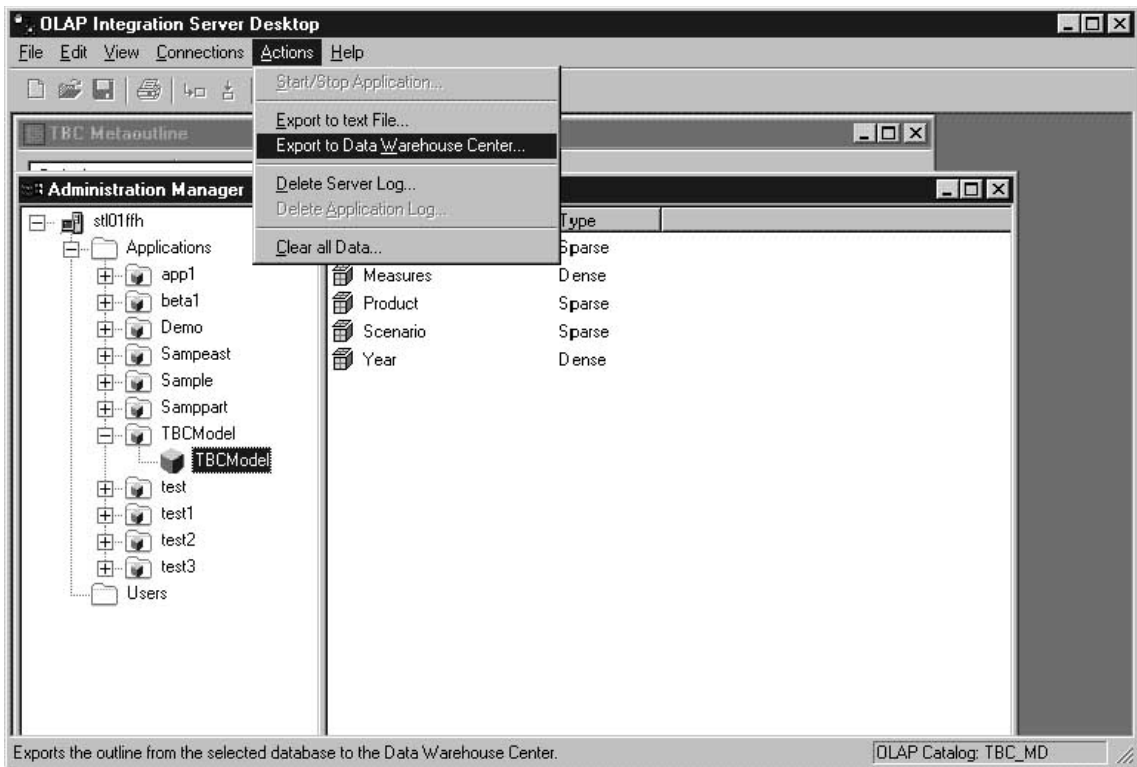 OLAP Integration Server Desktop
File Edit View Connections Actions Help
Start/Stop Application...
Export to text File...
Export to Data Warehouse Center...
Delete Server Log...
Delete Application Log...
Clear all Data...
TBC Metaoutline
Administration Manager
stl01ffh
Applications
app1
beta1
Demo
Sampeast
Sample
Samppart
TBCModel
TBCModel
test
test1
test2
test3
Users
Type
Sparse
Measures Dense
Product Sparse
Scenario Sparse
Year Dense
Exports the outline from the selected database to the Data Warehouse Center.
OLAP Catalog: TBC_MD